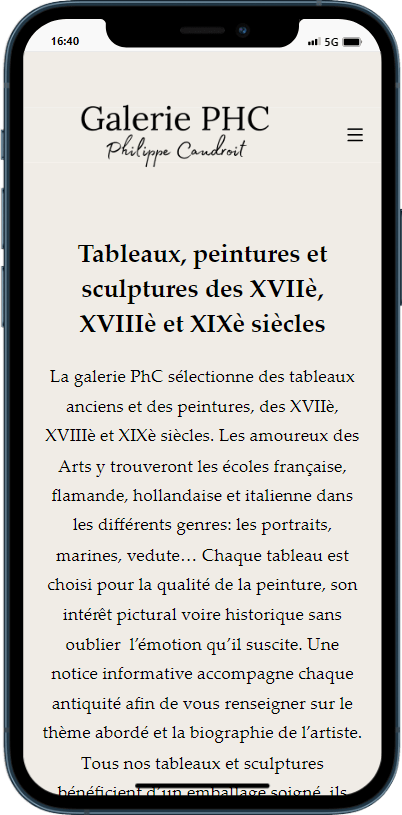 16:40
5G
Galerie PHC
Philippe Caudroit
Tableaux, peintures et
sculptures des XVIIè,
XVIIIè et XIXè siècles
La galerie PhC sélectionne des tableaux
anciens et des peintures, des XVIIè,
XVIIIè et XIXè siècles. Les amoureux des
Arts y trouveront les écoles française,
flamande, hollandaise et italienne dans
les différents genres: les portraits,
marines, vedute… Chaque tableau est
choisi pour la qualité de la peinture, son
intérêt pictural voire historique sans
oublier  l’émotion qu’il suscite. Une
notice informative accompagne chaque
antiquité afin de vous renseigner sur le
thème abordé et la biographie de l’artiste.
Tous nos tableaux et sculptures
bénéficient d’un emballage soigné, ils